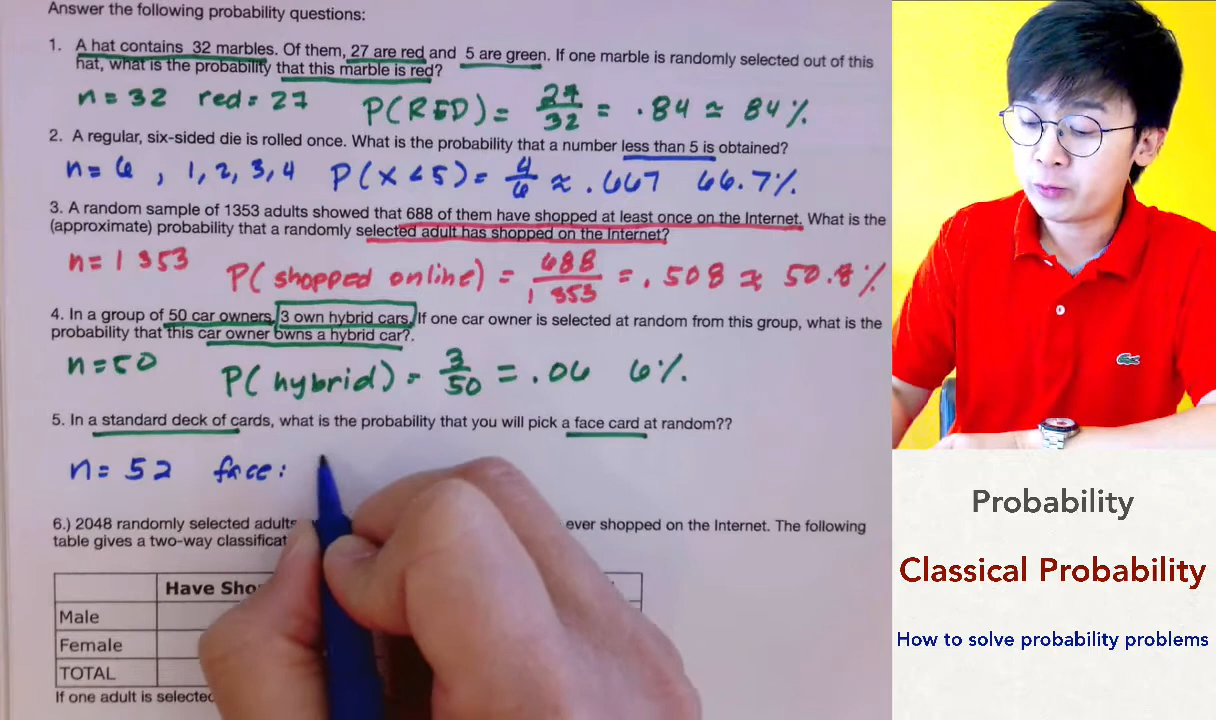 Answer the following probability questions:
1. A hat contains 32 marbles. Of them, 27 are red and 5 are green. If one marble is randomly selected out of this
hat, what is the probability that this marble is red?
n = 32 red = 27 P(RED) = 27/32 = .84 ≃ 84%
2. A regular, six-sided die is rolled once. What is the probability that a number less than 5 is obtained?
n = 6 , 1, 2, 3, 4 P(X < 5) = 4/6 ≈ .667 66.7%
3. A random sample of 1353 adults showed that 688 of them have shopped at least once on the Internet. What is the
(approximate) probability that a randomly selected adult has shopped on the Internet?
n = 1353 P(shopped online) = 688/1353 = .508 ≈ 50.8%
4. In a group of 50 car owners, 3 own hybrid cars. If one car owner is selected at random from this group, what is the
probability that this car owner owns a hybrid car?.
n = 50 P(hybrid) = 3/50 = .06 6%.
5. In a standard deck of cards, what is the probability that you will pick a face card at random??
n = 52 face:
6.) 2048 randomly selected adults ever shopped on the Internet. The following
table gives a two-way classificat
Have Sho
Male
Female
TOTAL
If one adult is selected
Probability
Classical Probability
How to solve probability problems